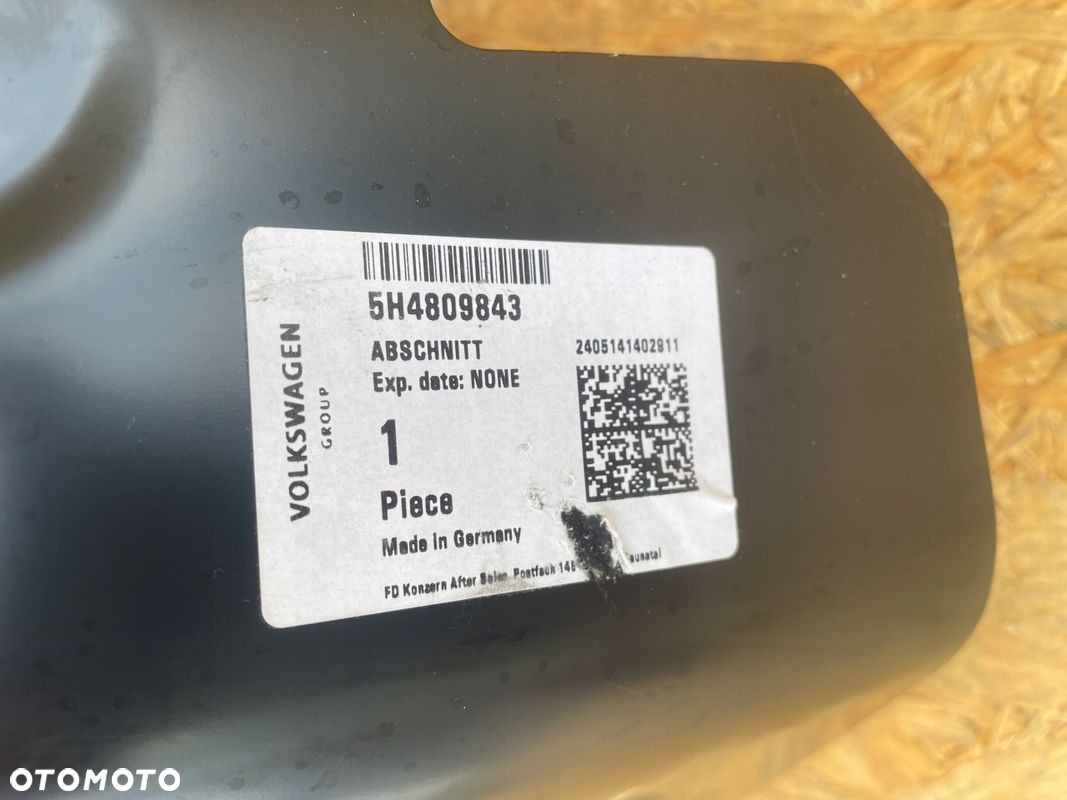 5H4809843
ABSCHNITT
Exp. date: NONE
2405141402811
1
Piece
Made in Germany
FD Konzern After Sales, Postfach
VOLKSWAGEN
GROUP
OTOMOTO